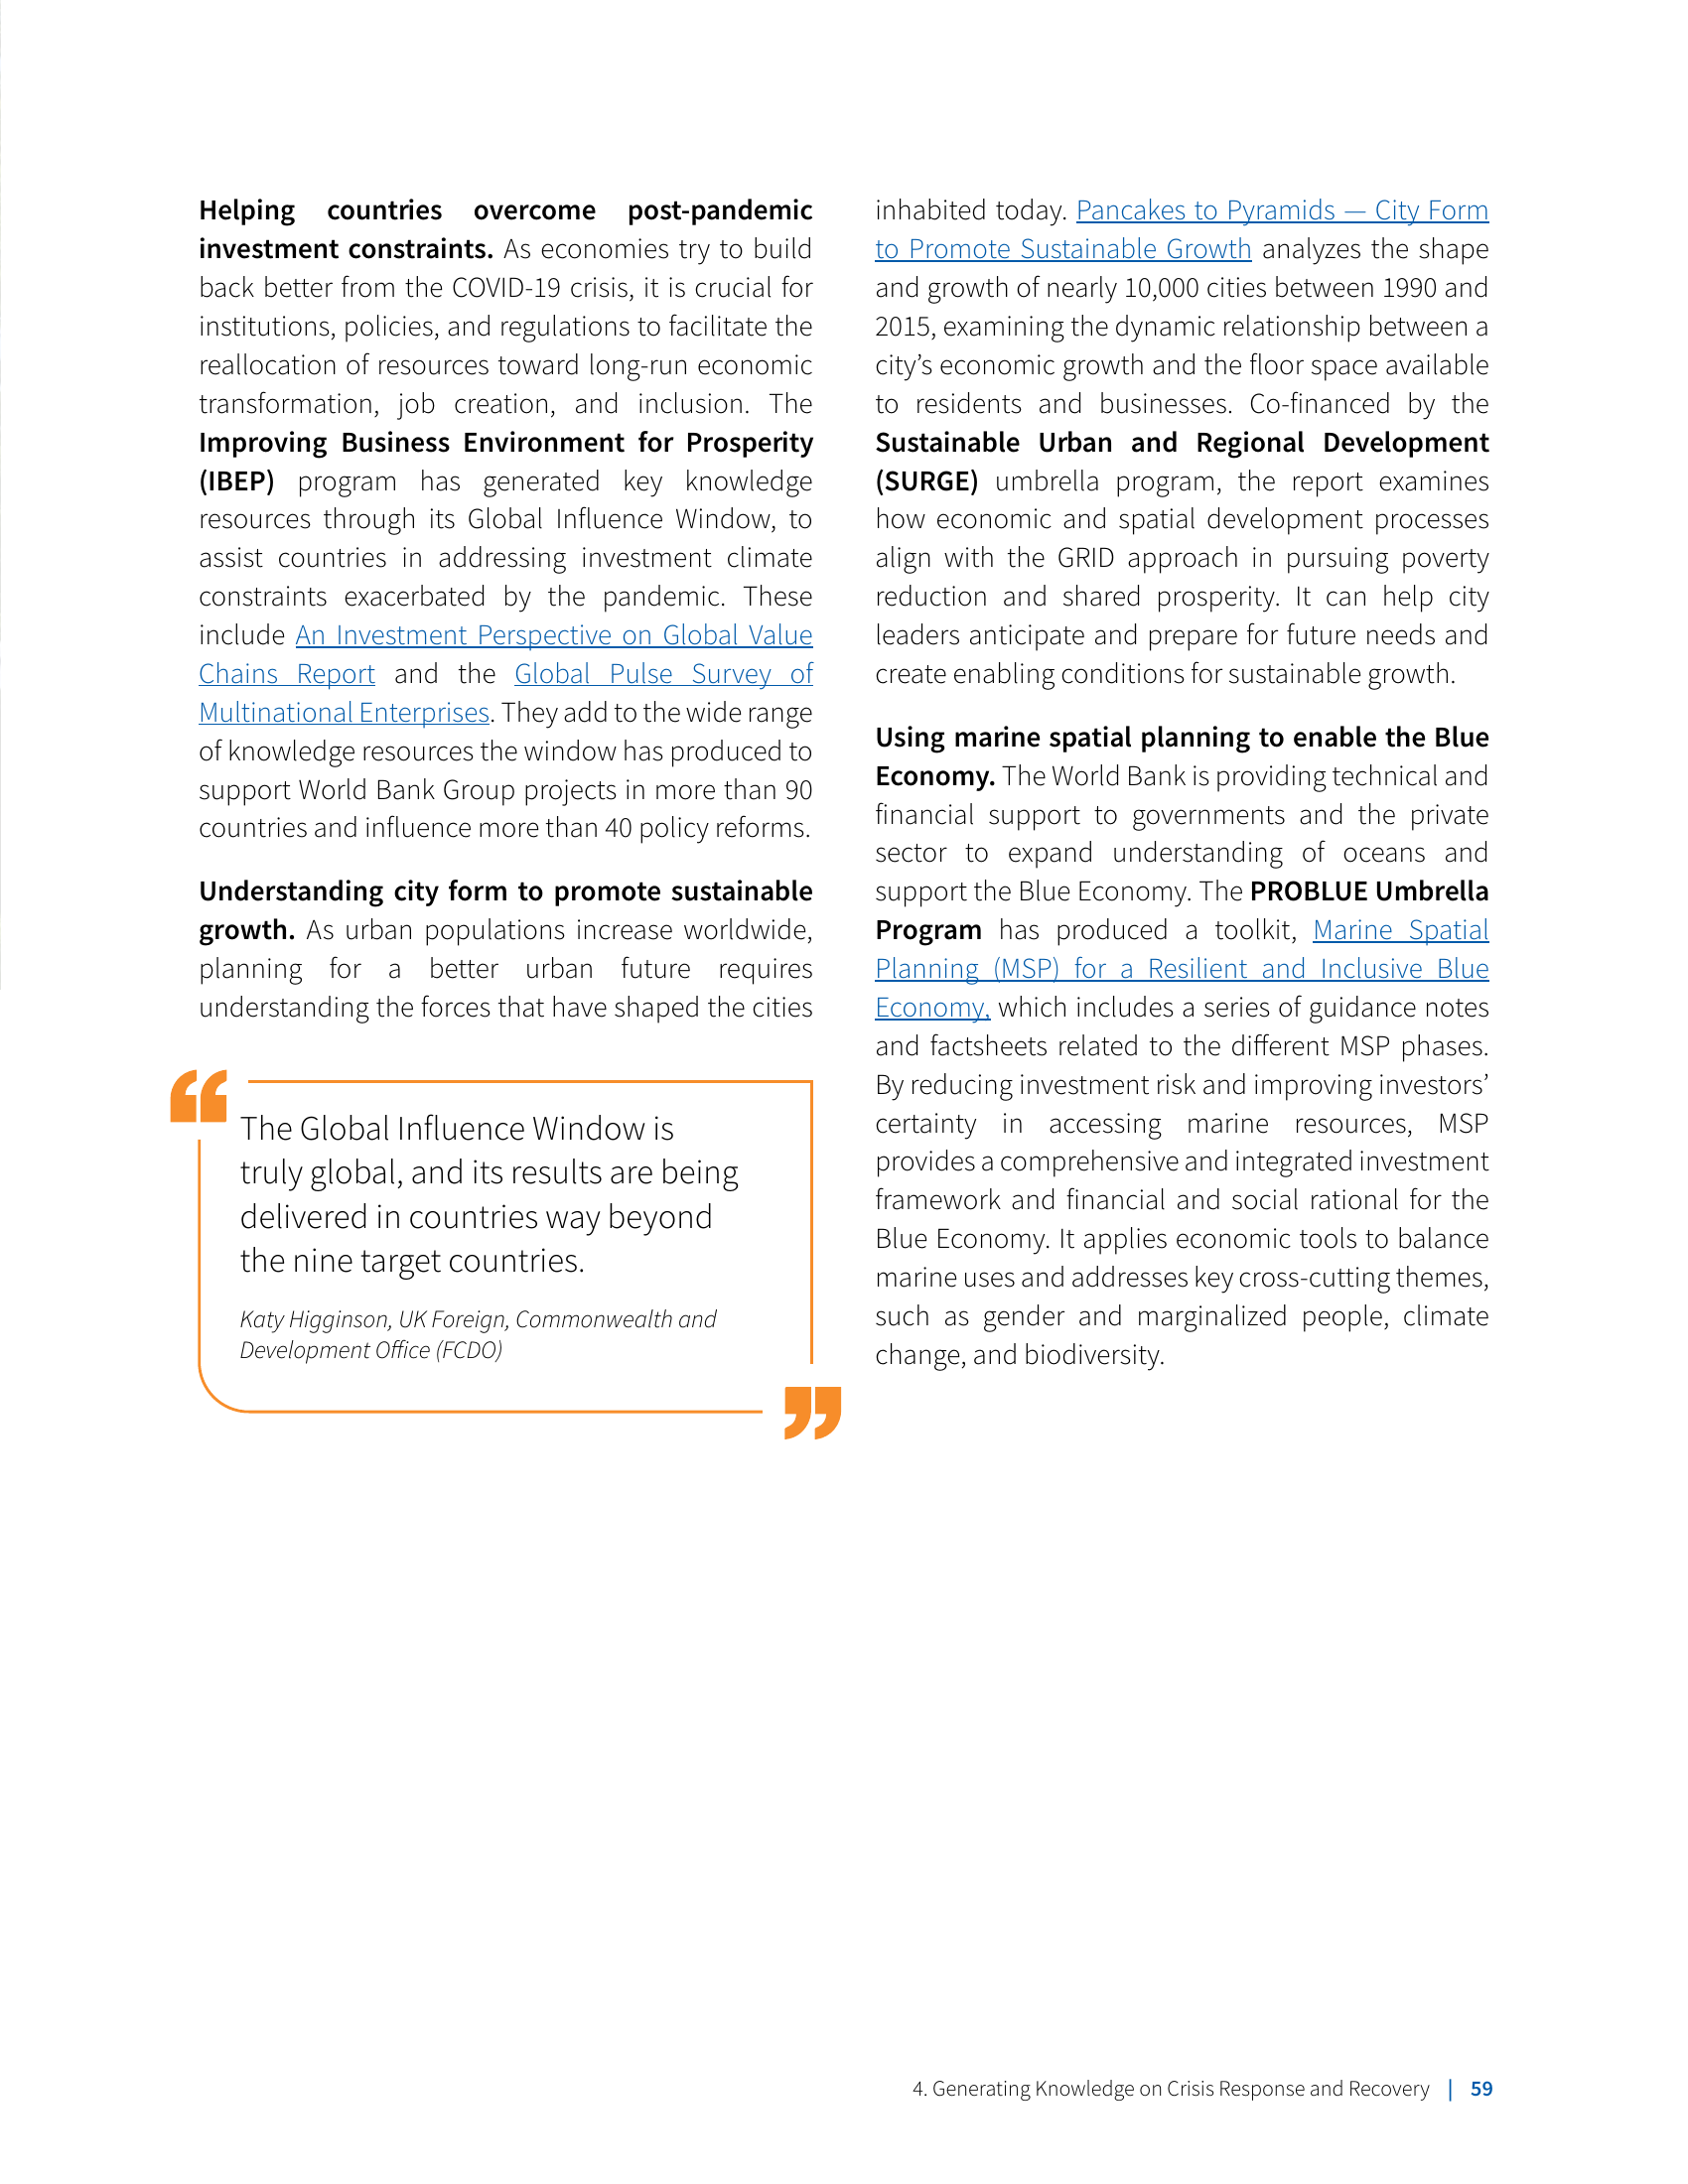 Helping countries overcome post-pandemic
investment constraints. As economies try to build
back better from the COVID-19 crisis, it is crucial for
institutions, policies, and regulations to facilitate the
reallocation of resources toward long-run economic
transformation, job creation, and inclusion. The
Improving Business Environment for Prosperity
(IBEP) program has generated key knowledge
resources through its Global Influence Window, to
assist countries in addressing investment climate
constraints exacerbated by the pandemic. These
include An Investment Perspective on Global Value
Chains Report and the Global Pulse Survey of
Multinational Enterprises. They add to the wide range
of knowledge resources the window has produced to
support World Bank Group projects in more than 90
countries and influence more than 40 policy reforms.
Understanding city form to promote sustainable
growth. As urban populations increase worldwide,
planning for a better urban future requires
understanding the forces that have shaped the cities
“
The Global Influence Window is
truly global, and its results are being
delivered in countries way beyond
the nine target countries.
Katy Higginson, UK Foreign, Commonwealth and
Development Office (FCDO)
”
inhabited today. Pancakes to Pyramids — City Form
to Promote Sustainable Growth analyzes the shape
and growth of nearly 10,000 cities between 1990 and
2015, examining the dynamic relationship between a
city’s economic growth and the floor space available
to residents and businesses. Co-financed by the
Sustainable Urban and Regional Development
(SURGE) umbrella program, the report examines
how economic and spatial development processes
align with the GRID approach in pursuing poverty
reduction and shared prosperity. It can help city
leaders anticipate and prepare for future needs and
create enabling conditions for sustainable growth.
Using marine spatial planning to enable the Blue
Economy. The World Bank is providing technical and
financial support to governments and the private
sector to expand understanding of oceans and
support the Blue Economy. The PROBLUE Umbrella
Program has produced a toolkit, Marine Spatial
Planning (MSP) for a Resilient and Inclusive Blue
Economy, which includes a series of guidance notes
and factsheets related to the different MSP phases.
By reducing investment risk and improving investors’
certainty in accessing marine resources, MSP
provides a comprehensive and integrated investment
framework and financial and social rational for the
Blue Economy. It applies economic tools to balance
marine uses and addresses key cross-cutting themes,
such as gender and marginalized people, climate
change, and biodiversity.
4. Generating Knowledge on Crisis Response and Recovery | 59